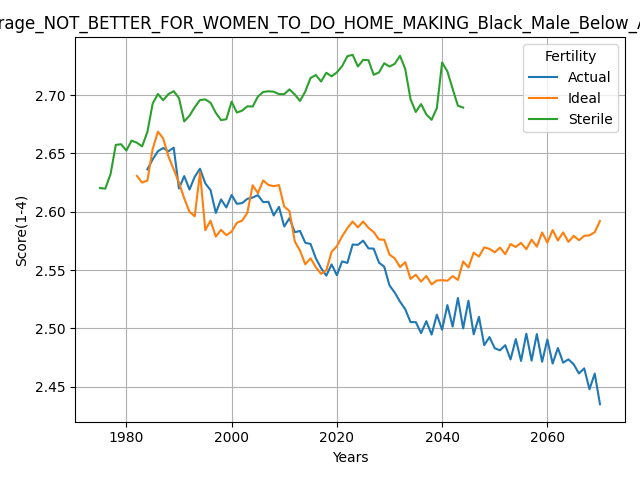 rage_NOT_BETTER_FOR_WOMEN_TO_DO_HOME_MAKING_Black_Male_Below_A
Fertility
Actual
Ideal
Sterile
Score(1-4)
2.70
2.65
2.60
2.55
2.50
2.45
1980 2000 2020 2040 2060
Years